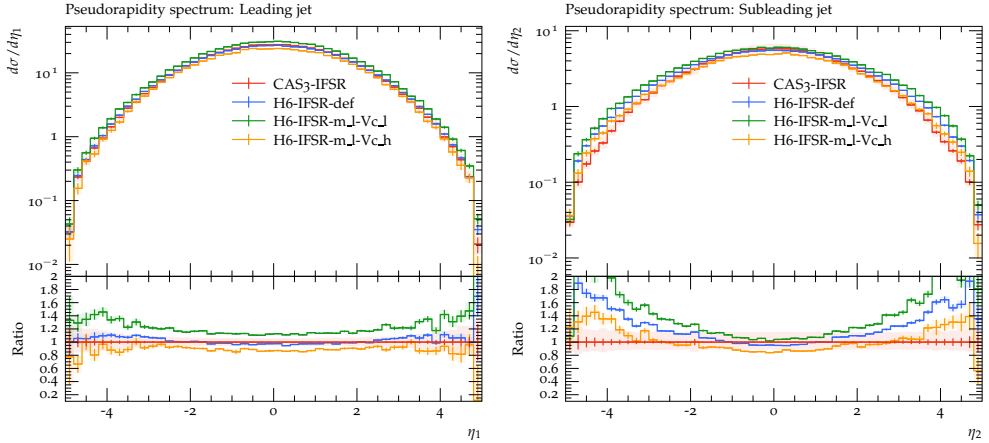 Pseudorapidity spectrum: Leading jet
dσ/dη1
10^1
1
10^−1
10^−2
CAS3-IFSR
H6-IFSR-def
H6-IFSR-m_l-Vc_l
H6-IFSR-m_l-Vc_h
Ratio
2
1.8
1.6
1.4
1.2
1
0.8
0.6
0.4
0.2
-4 -2 0 2 4
η1
Pseudorapidity spectrum: Subleading jet
dσ/dη2
10^1
1
10^−1
10^−2
CAS3-IFSR
H6-IFSR-def
H6-IFSR-m_l-Vc_l
H6-IFSR-m_l-Vc_h
Ratio
2
1.8
1.6
1.4
1.2
1
0.8
0.6
0.4
0.2
-4 -2 0 2 4
η2